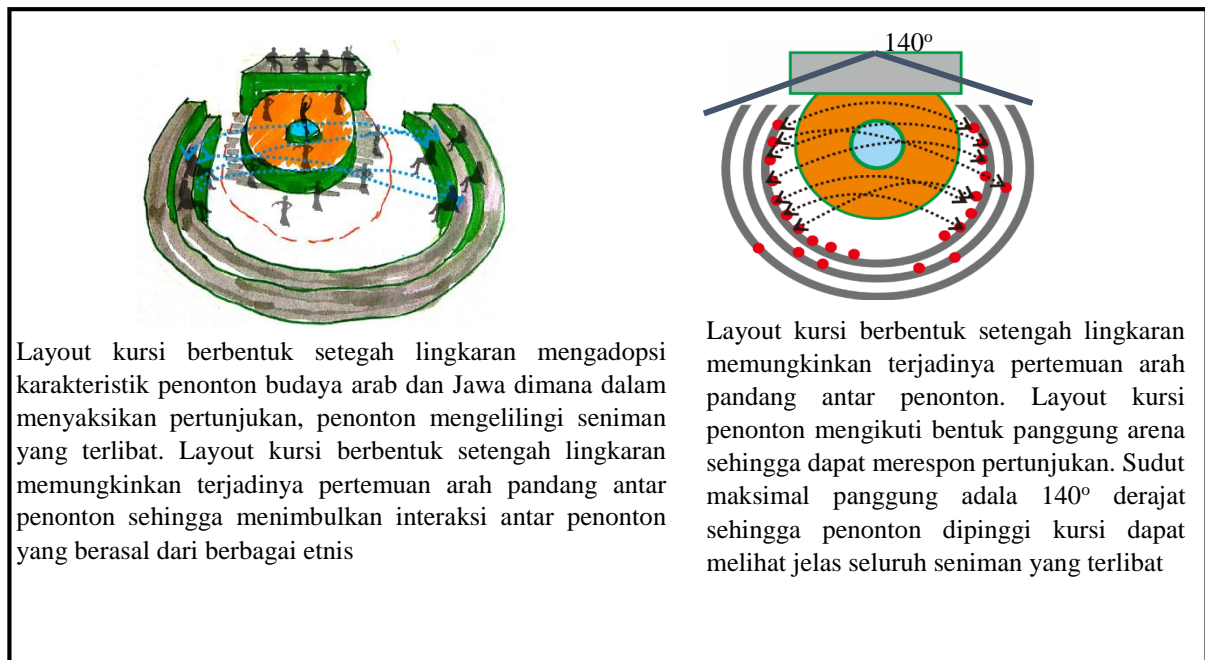 140º
Layout kursi berbentuk setegah lingkaran mengadopsi
karakteristik penonton budaya arab dan Jawa dimana dalam
menyaksikan pertunjukan, penonton mengelilingi seniman
yang terlibat. Layout kursi berbentuk setengah lingkaran
memungkinkan terjadinya pertemuan arah pandang antar
penonton sehingga menimbulkan interaksi antar penonton
yang berasal dari berbagai etnis
Layout kursi berbentuk setengah lingkaran
memungkinkan terjadinya pertemuan arah
pandang antar penonton. Layout kursi
penonton mengikuti bentuk panggung arena
sehingga dapat merespon pertunjukan. Sudut
maksimal panggung adala 140º derajat
sehingga penonton dipinggi kursi dapat
melihat jelas seluruh seniman yang terlibat